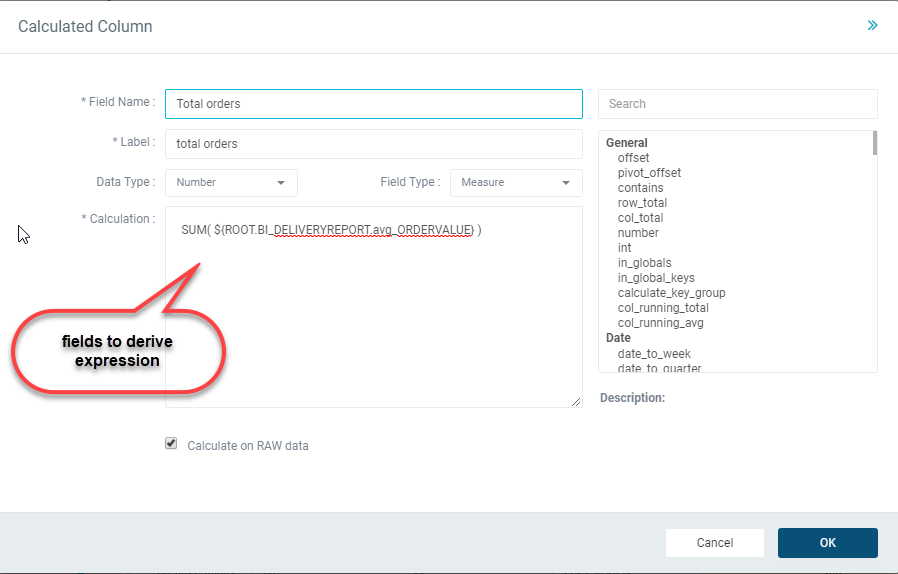 Calculated Column
* Field Name :
Total orders
* Label :
total orders
Data Type :
Number
Field Type :
Measure
* Calculation :
SUM( ${ROOT.BI_DELIVERYREPORT.avg_ORDERVALUE} )
fields to derive
expression
Calculate on RAW data
Search
General
offset
pivot_offset
contains
row_total
col_total
number
int
in_globals
in_global_keys
calculate_key_group
col_running_total
col_running_avg
Date
date_to_week
date_to_quarter
Description:
Cancel
OK